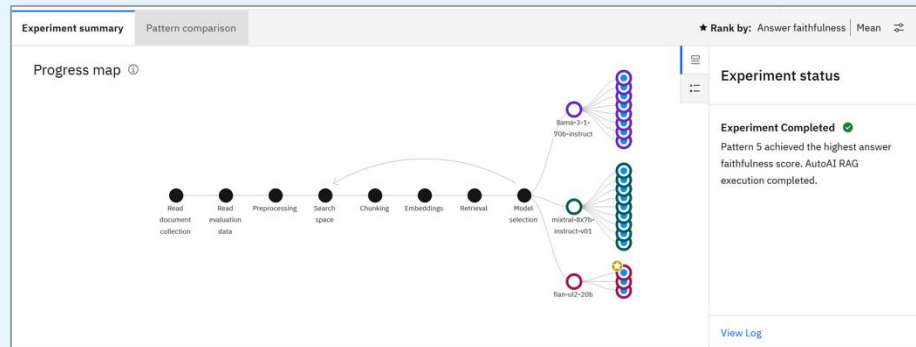 Experiment summary
Pattern comparison
★ Rank by: Answer faithfulness | Mean
Progress map
Experiment status
Experiment Completed
Pattern 5 achieved the highest answer
faithfulness score. AutoAI RAG
execution completed.
llama-3-1-
70b-instruct
Read
document
collection
Read
evaluation
data
Preprocessing
Search
space
Chunking
Embeddings
Retrieval
Model
selection
mixtral-8x7b-
instruct-v01
flan-ul2-20b
View Log